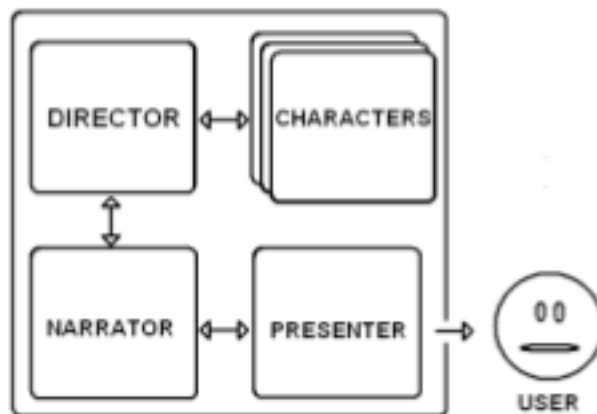 DIRECTOR
CHARACTERS
NARRATOR
PRESENTER
USER